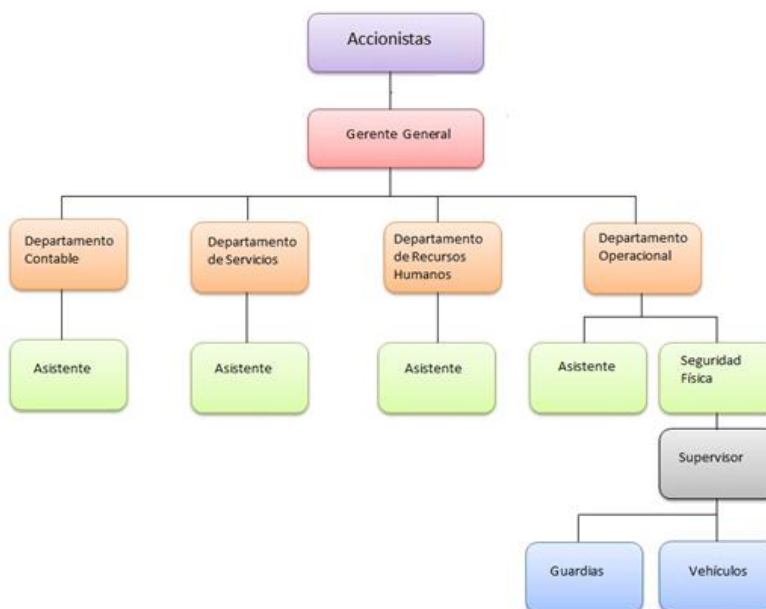 Accionistas
Gerente General
Departamento
Contable
Departamento
de Servicios
Departamento
de Recursos
Humanos
Departamento
Operacional
Asistente
Asistente
Asistente
Asistente
Seguridad
Física
Supervisor
Guardias
Vehículos